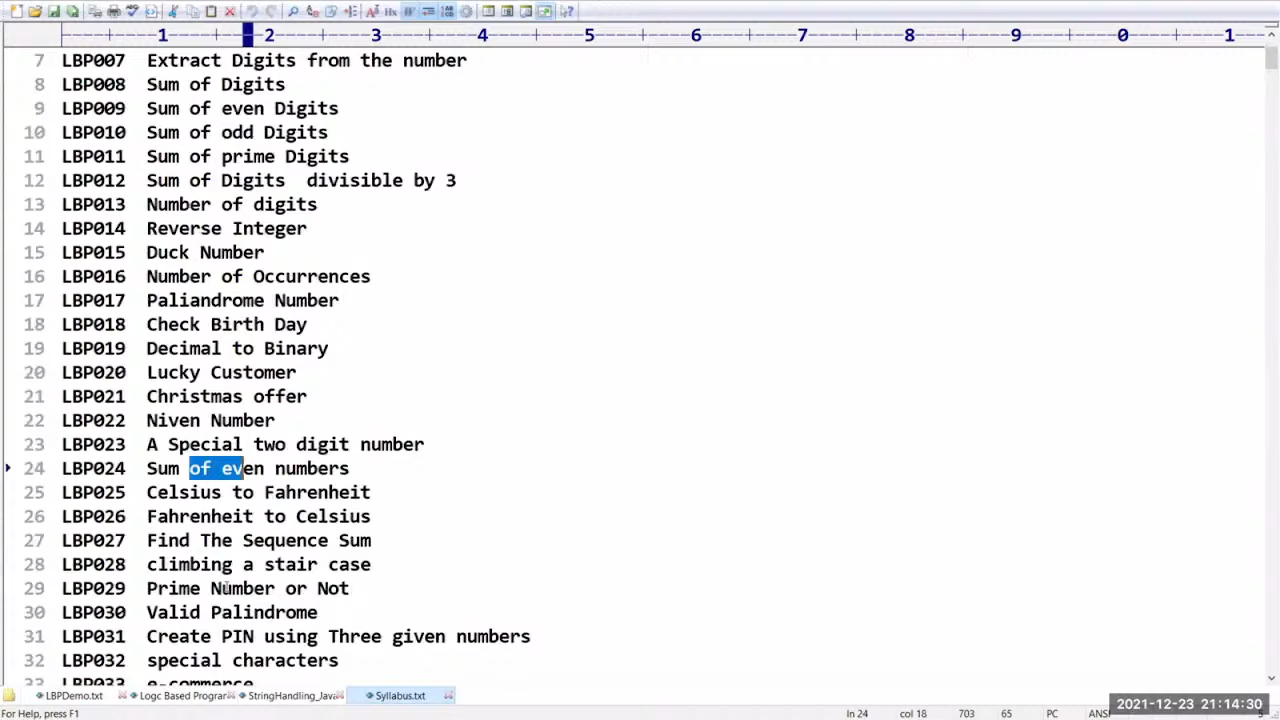 ----+----1----+----2----+----3----+----4----+----5----+----6----+----7----+----8----+----9----+----0----+----1--
7 LBP007 Extract Digits from the number
8 LBP008 Sum of Digits
9 LBP009 Sum of even Digits
10 LBP010 Sum of odd Digits
11 LBP011 Sum of prime Digits
12 LBP012 Sum of Digits  divisible by 3
13 LBP013 Number of digits
14 LBP014 Reverse Integer
15 LBP015 Duck Number
16 LBP016 Number of Occurrences
17 LBP017 Paliandrome Number
18 LBP018 Check Birth Day
19 LBP019 Decimal to Binary
20 LBP020 Lucky Customer
21 LBP021 Christmas offer
22 LBP022 Niven Number
23 LBP023 A Special two digit number
24 LBP024 Sum of even numbers
25 LBP025 Celsius to Fahrenheit
26 LBP026 Fahrenheit to Celsius
27 LBP027 Find The Sequence Sum
28 LBP028 climbing a stair case
29 LBP029 Prime Number or Not
30 LBP030 Valid Palindrome
31 LBP031 Create PIN using Three given numbers
32 LBP032 special characters
33 LBP033 e-commerce
LBPDemo.txt Logc Based Prograr StringHandling_Java Syllabus.txt
2021-12-23 21:14:30
For Help, press F1 ln 24 col 18 703 65 PC ANSI